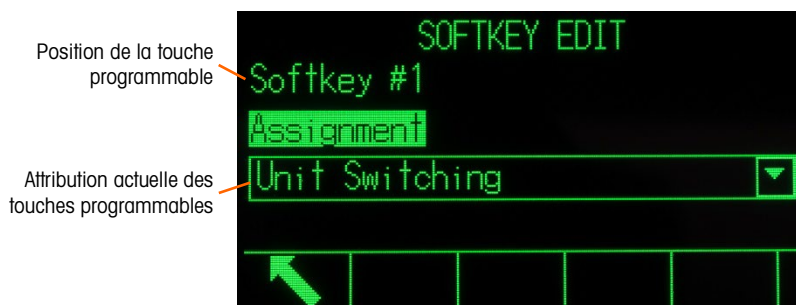 SOFTKEY EDIT
Position de la touche
programmable
Softkey #1
Assignment
Attribution actuelle des
touches programmables
Unit Switching